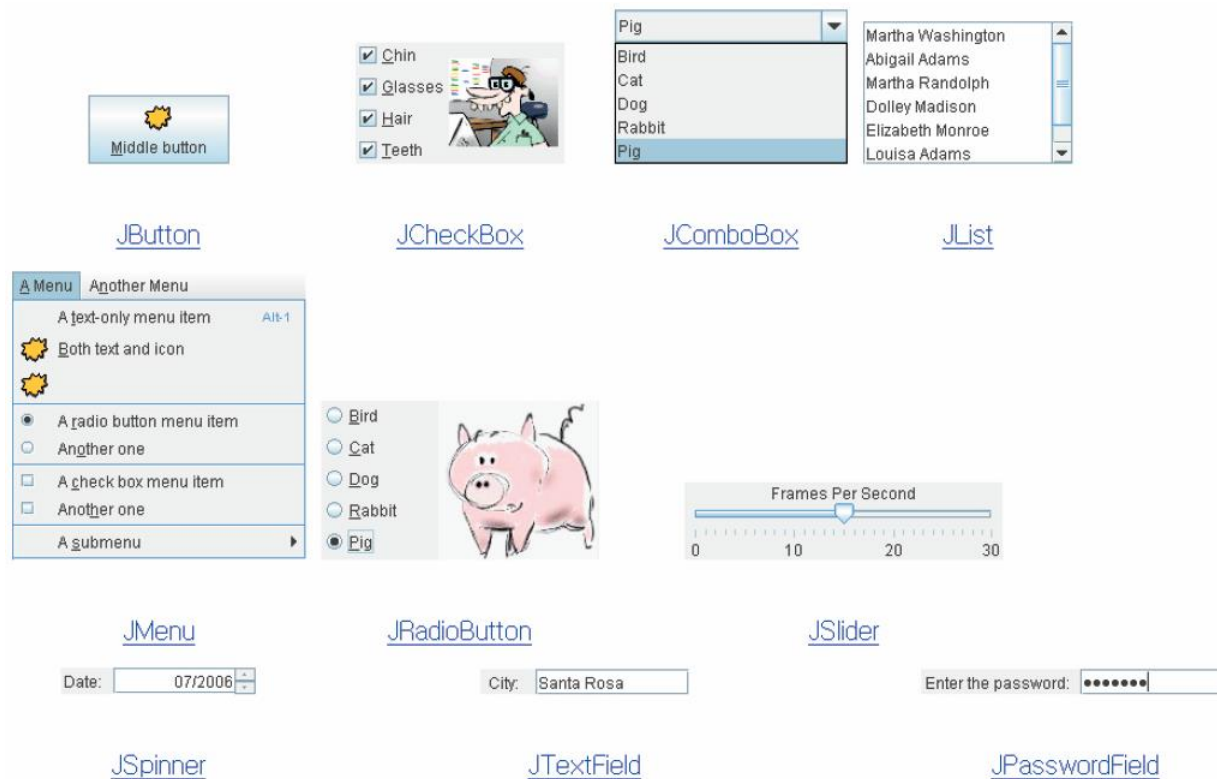 Middle button
Chin
Glasses
Hair
Teeth
Pig
Bird
Cat
Dog
Rabbit
Pig
Martha Washington
Abigail Adams
Martha Randolph
Dolley Madison
Elizabeth Monroe
Louisa Adams
JButton
JCheckBox
JComboBox
JList
A Menu
Another Menu
A text-only menu item Alt-1
Both text and icon
A radio button menu item
Another one
A check box menu item
Another one
A submenu
Bird
Cat
Dog
Rabbit
Pig
Frames Per Second
0 10 20 30
JMenu
JRadioButton
JSlider
Date: 07/2006
City: Santa Rosa
Enter the password: •••••••
JSpinner
JTextField
JPasswordField